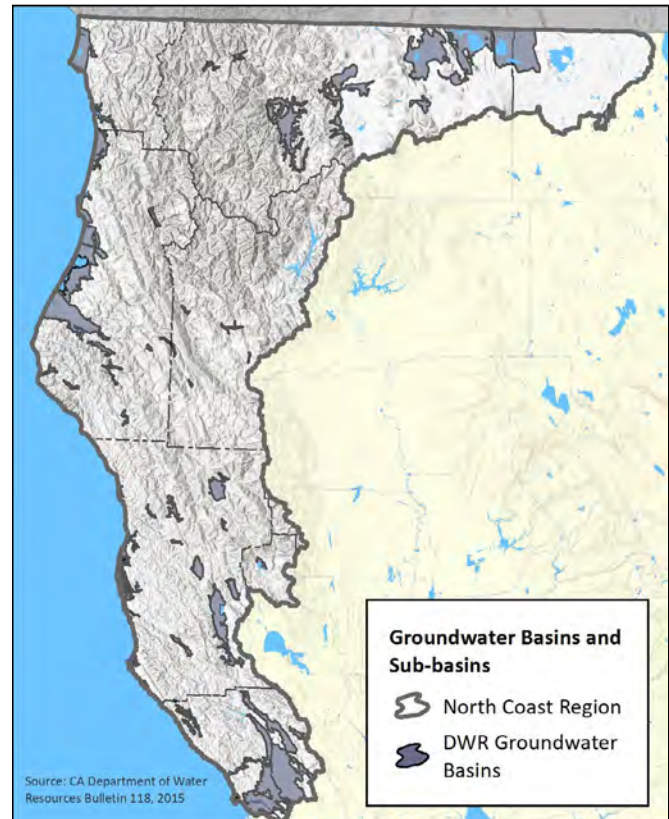 Groundwater Basins and
Sub-basins
North Coast Region
DWR Groundwater
Basins
Source: CA Department of Water
Resources Bulletin 118, 2015